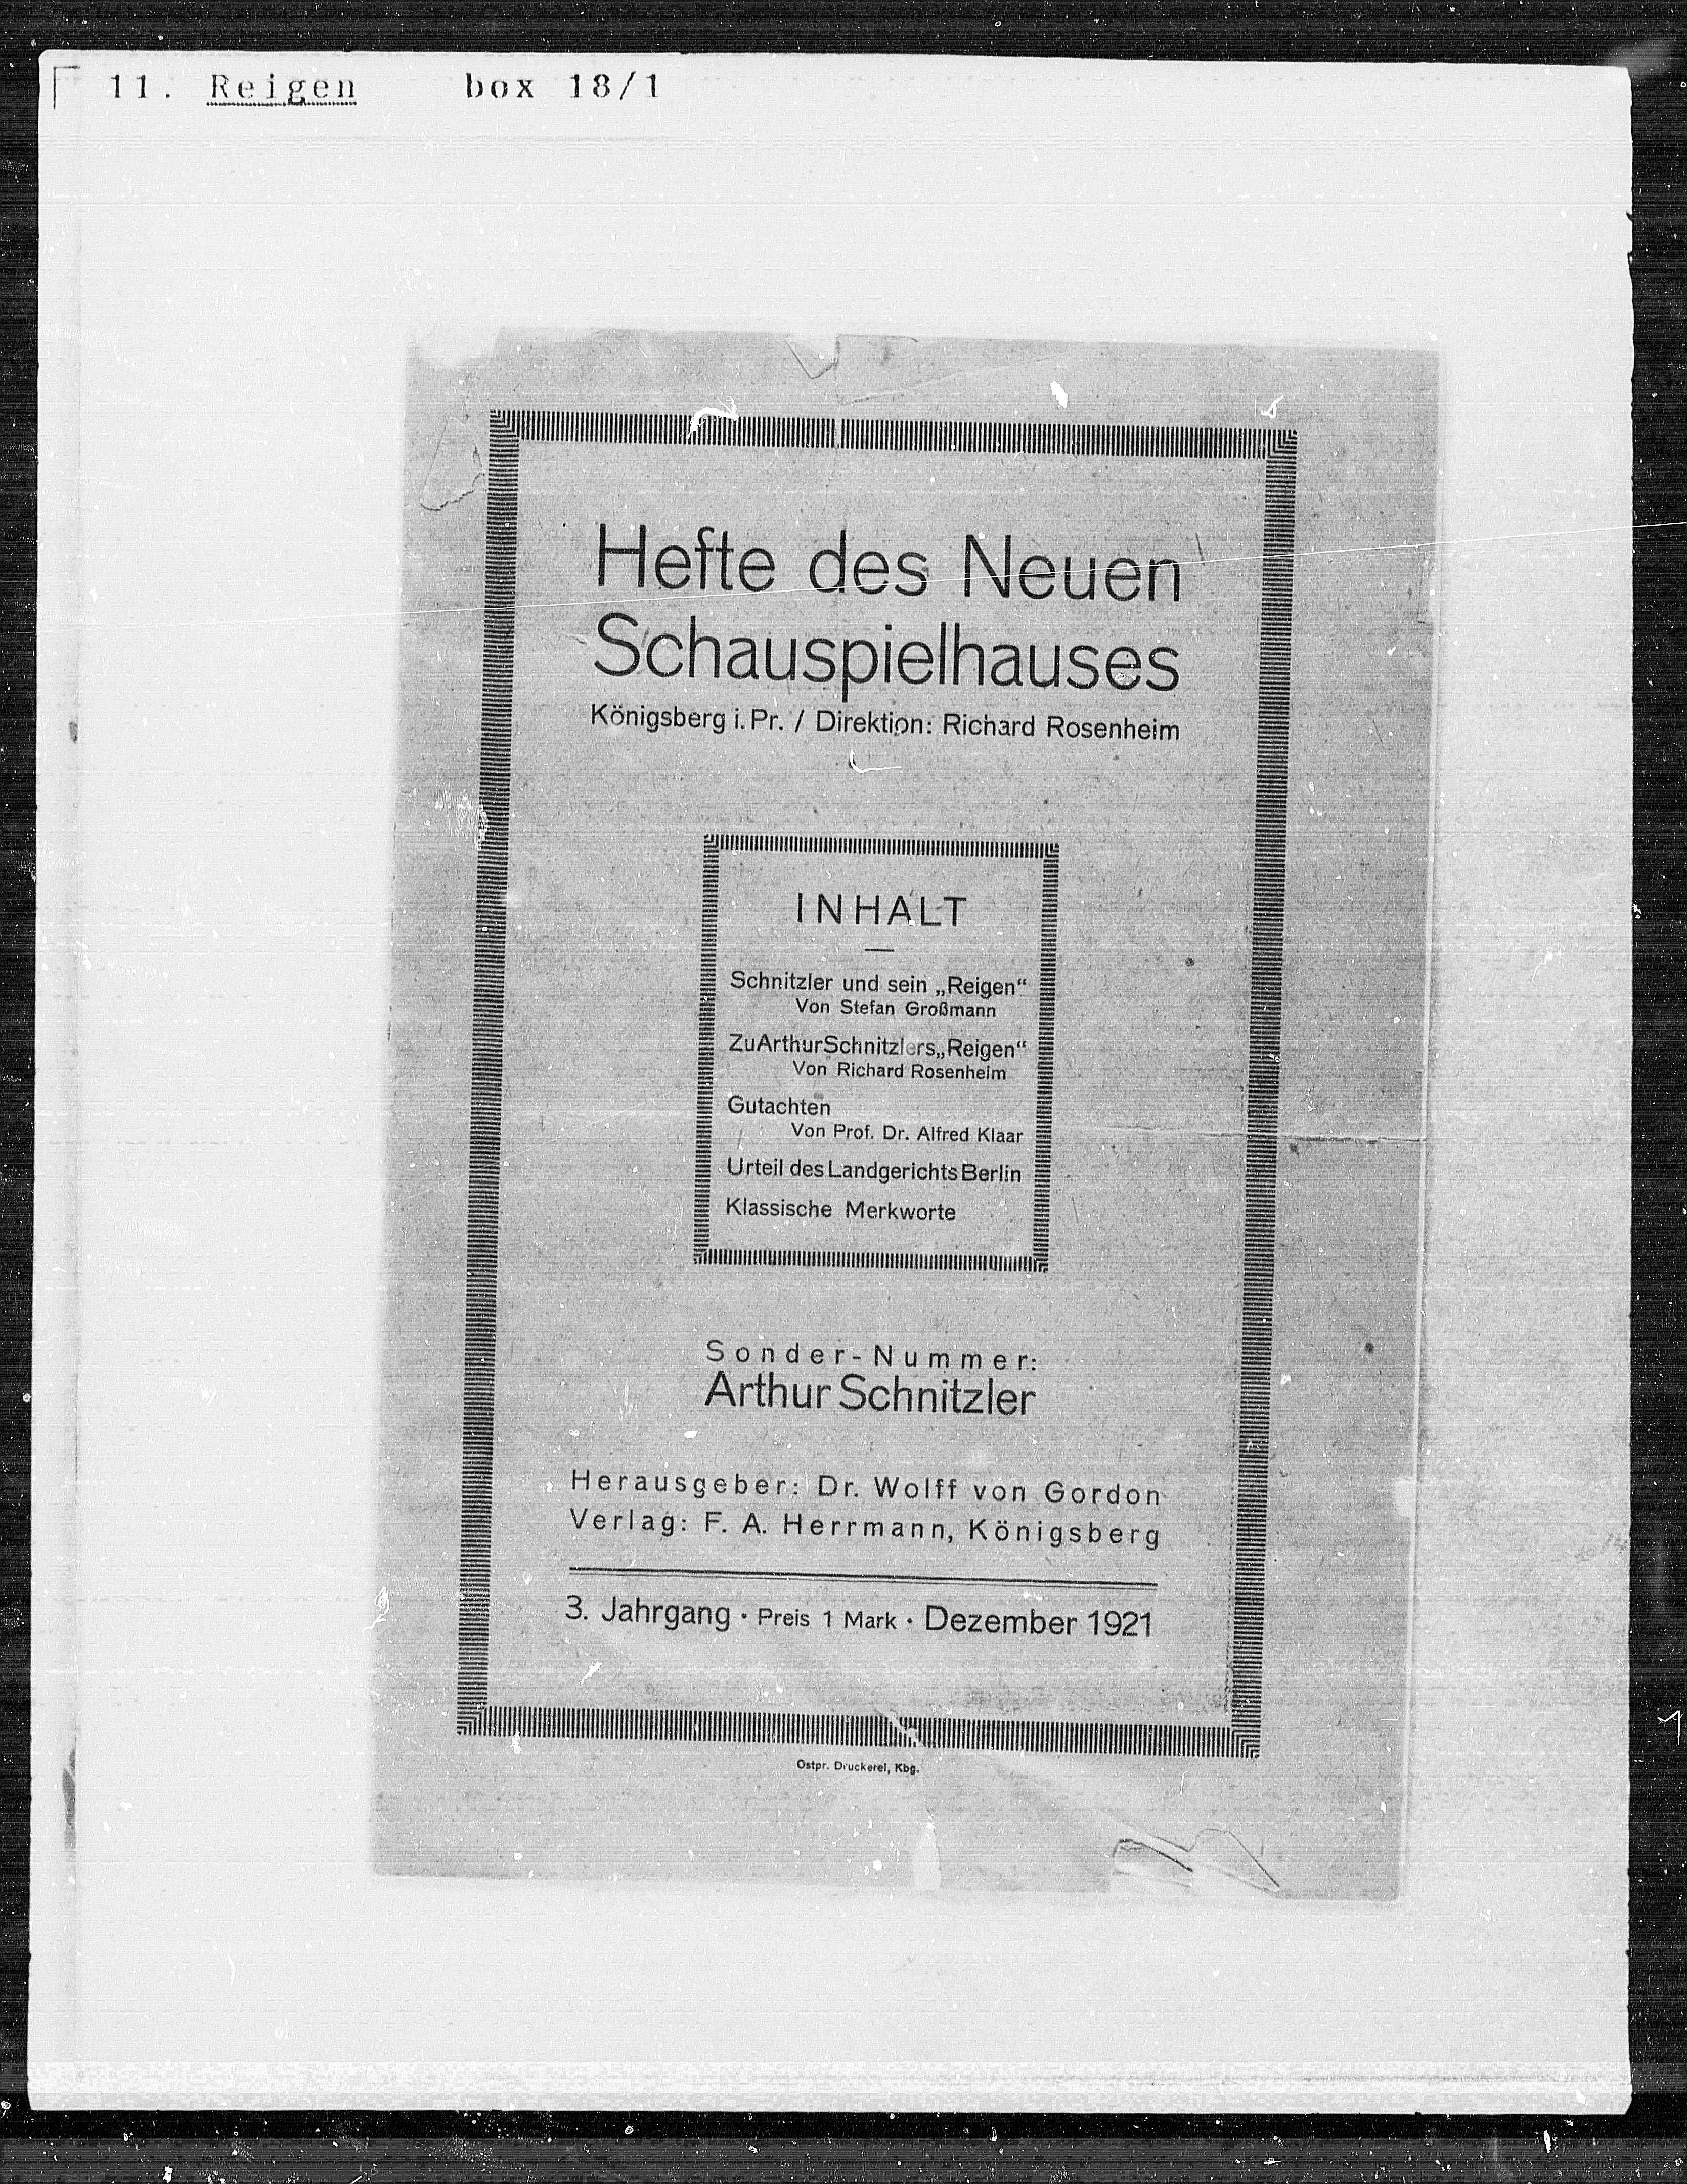 11. Reigen box 18/1
Hefte des Neuen
Schauspielhauses
Königsberg i. Pr. / Direktion: Richard Rosenheim
INHALT
Schnitzler und sein „Reigen“
Von Stefan Großmann
Zu Arthur Schnitzlers „Reigen“
Von Richard Rosenheim
Gutachten
Von Prof. Dr. Alfred Klaar
Urteil des Landgerichts Berlin
Klassische Merkworte
Sonder-Nummer:
Arthur Schnitzler
Herausgeber: Dr. Wolff von Gordon
Verlag: F. A. Herrmann, Königsberg
3. Jahrgang · Preis 1 Mark · Dezember 1921
Ostpr. Druckerei, Kbg.